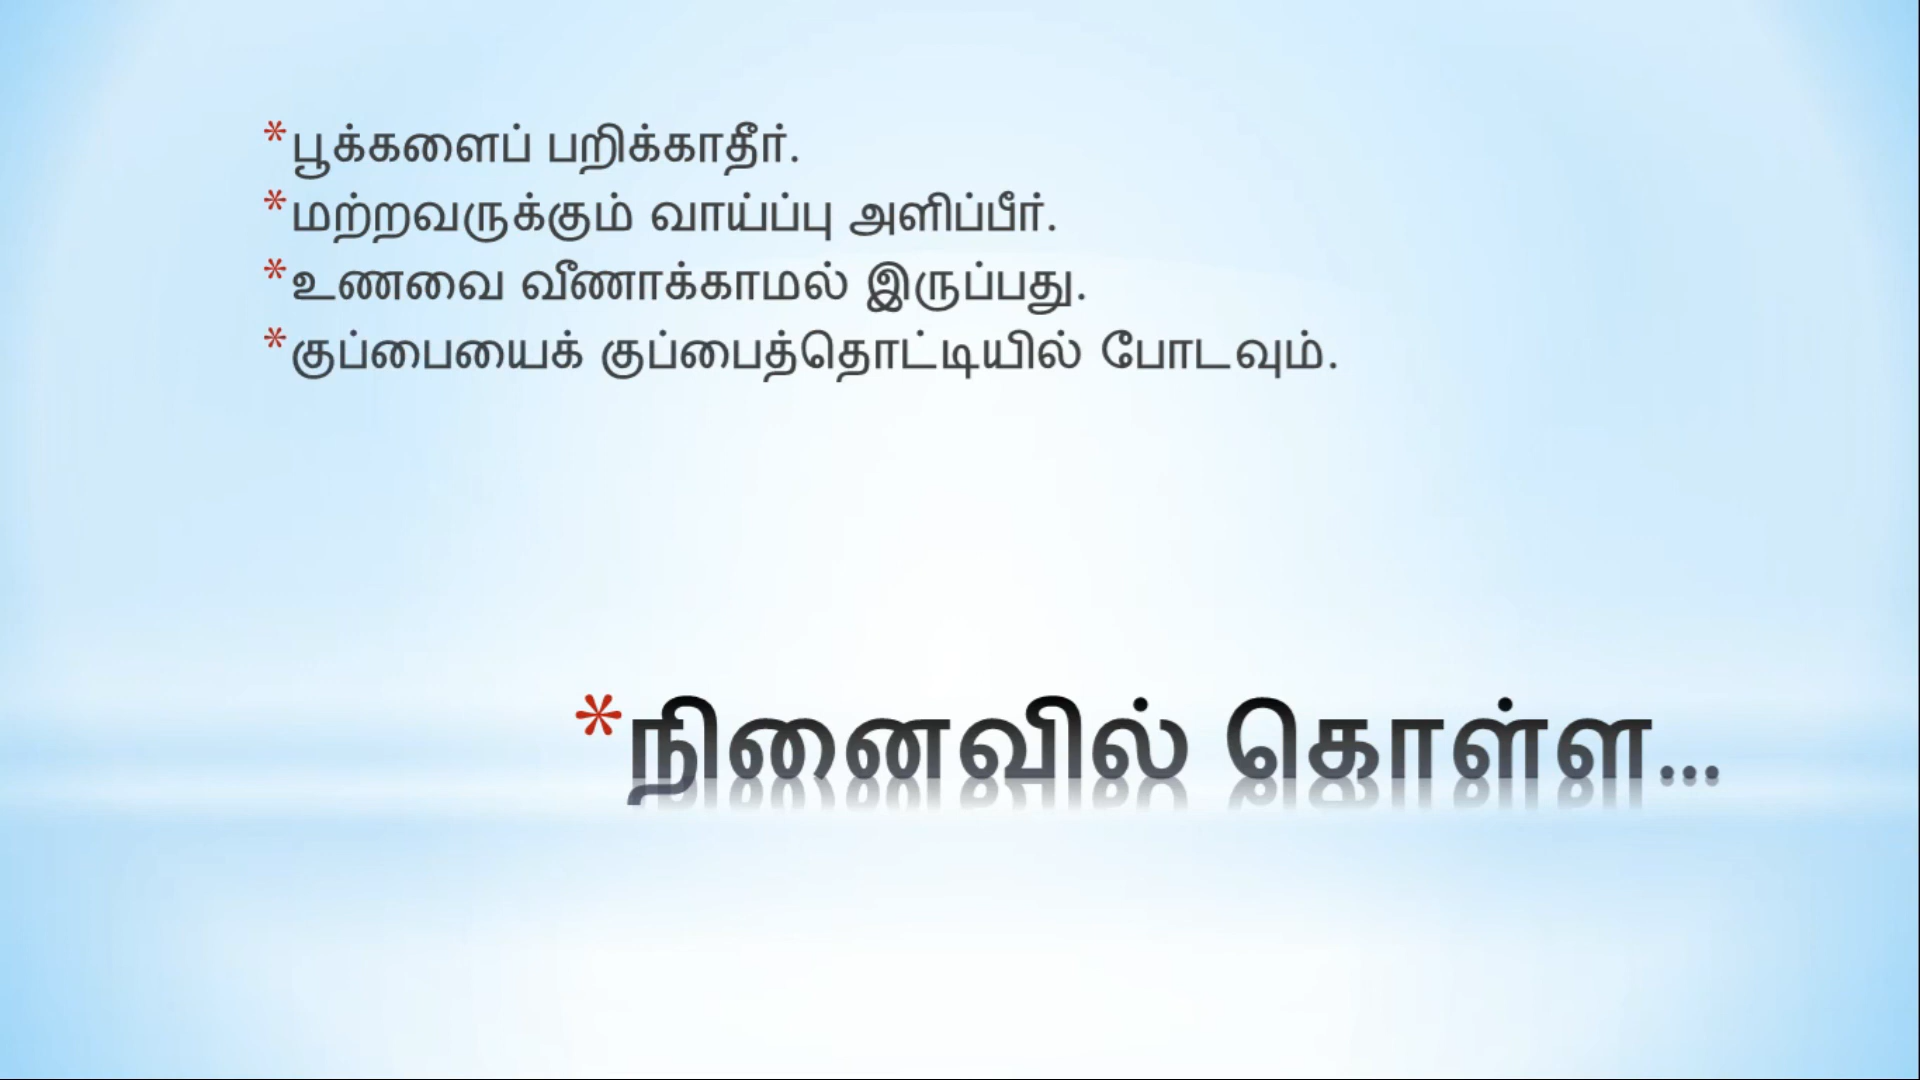 *பூக்களைப் பறிக்காதீர்.
*மற்றவருக்கும் வாய்ப்பு அளிப்பீர்.
*உணவை வீணாக்காமல் இருப்பது.
*குப்பையைக் குப்பைத்தொட்டியில் போடவும்.
*நினைவில் கொள்ள...